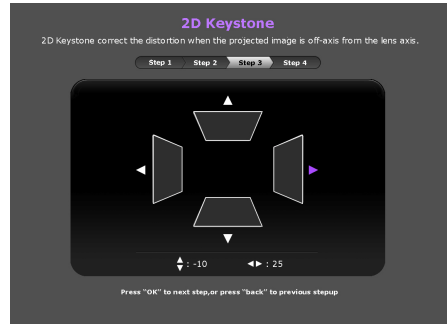 2D Keystone
2D Keystone correct the distortion when the projected image is off-axis from the lens axis.
Step 1 Step 2 Step 3 Step 4
: -10 : 25
Press "OK" to next step,or press "back" to previous stepup